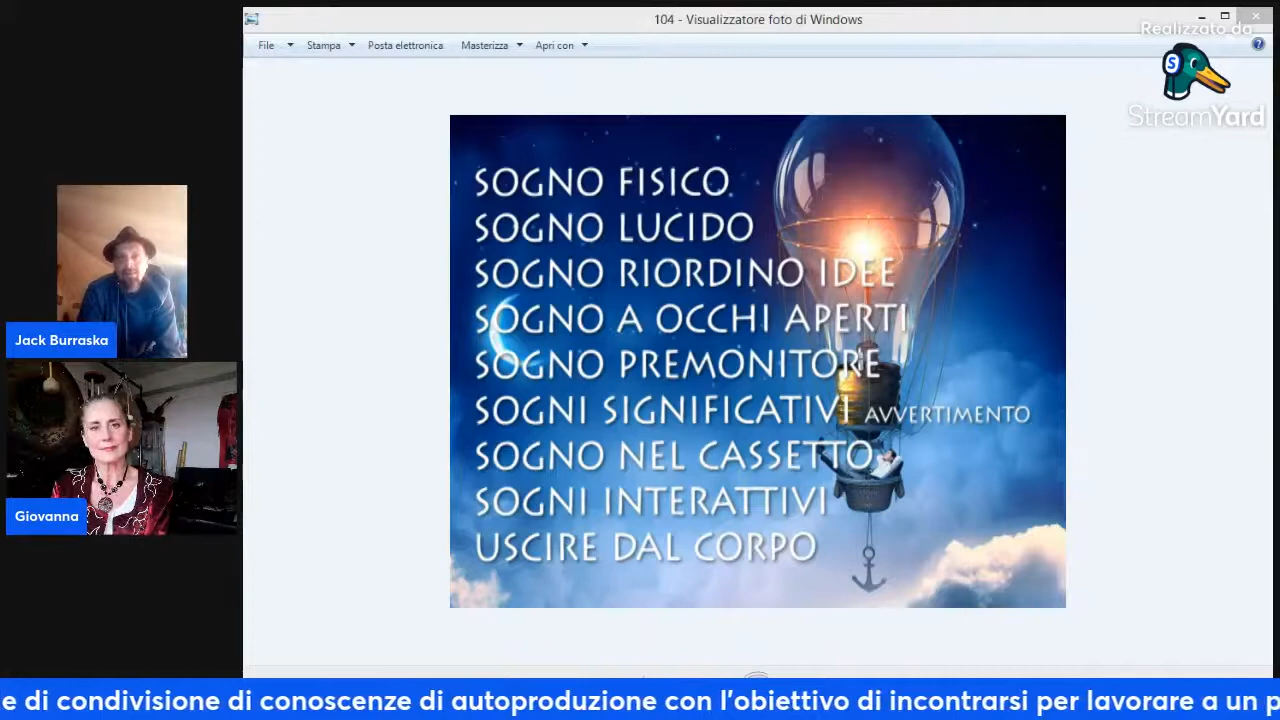 104 - Visualizzatore foto di Windows
File
Stampa
Posta elettronica
Masterizza
Apri con
Realizzato da
S
StreamYard
SOGNO FISICO
SOGNO LUCIDO
SOGNO RIORDINO IDEE
SOGNO A OCCHI APERTI
SOGNO PREMONITORE
SOGNI SIGNIFICATIVI AVVERTIMENTO
SOGNO NEL CASSETTO
SOGNI INTERATTIVI
USCIRE DAL CORPO
Jack Burraska
Giovanna
e di condivisione di conoscenze di autoproduzione con l'obiettivo di incontrarsi per lavorare a un p